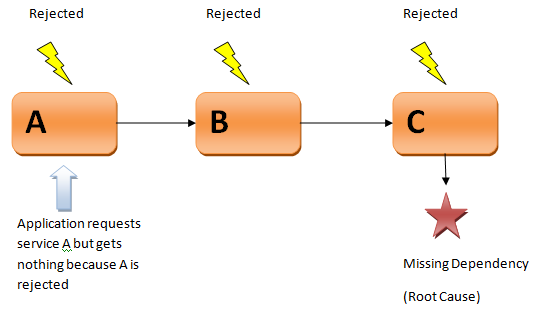 Rejected
Rejected
Rejected
A
B
C
Application requests
service A but gets
nothing because A is
rejected
Missing Dependency
(Root Cause)